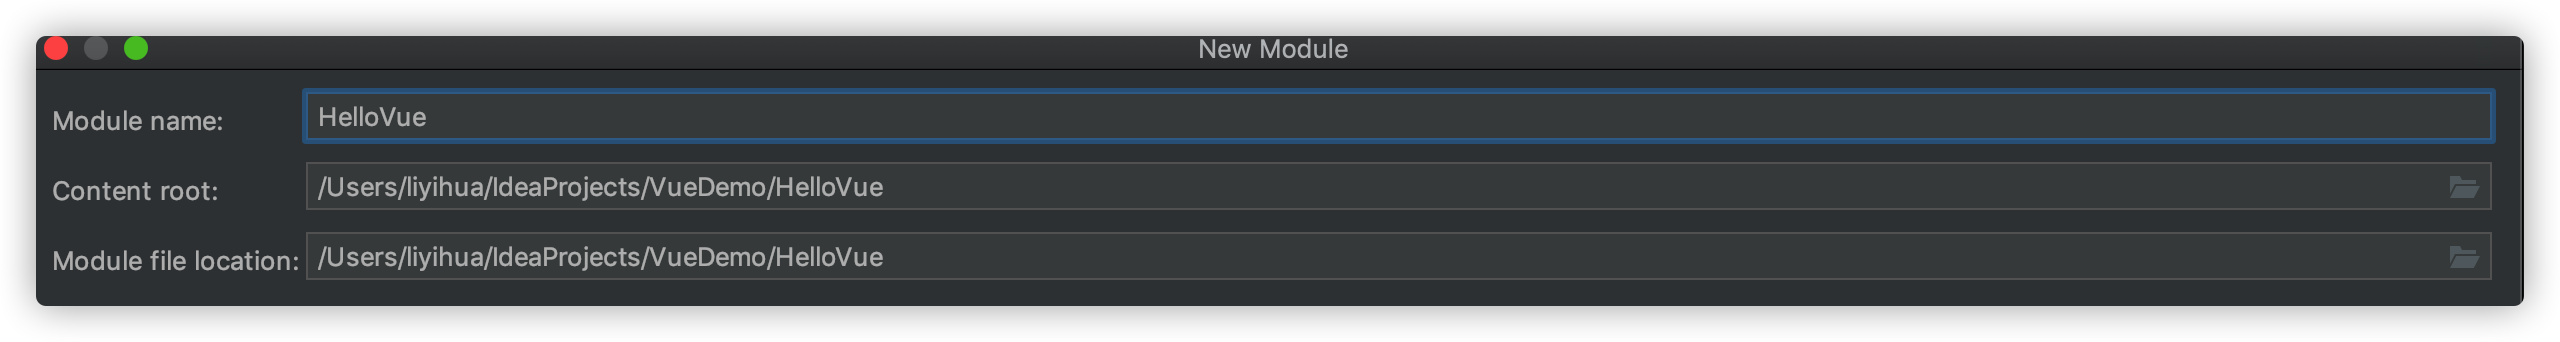 New Module
Module name: HelloVue
Content root: /Users/liyihua/IdeaProjects/VueDemo/HelloVue
Module file location: /Users/liyihua/IdeaProjects/VueDemo/HelloVue